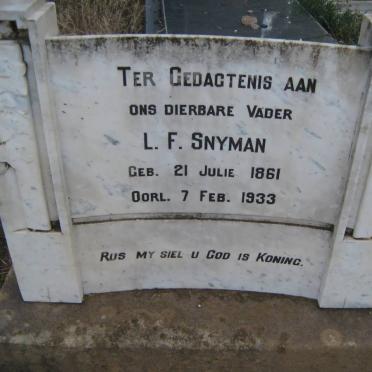 TER GEDAGTENIS AAN
ONS DIERBARE VADER
L. F. SNYMAN
GEB. 21 JULIE 1861
OORL. 7 FEB. 1933
RUS MY SIEL U GOD IS KONING.